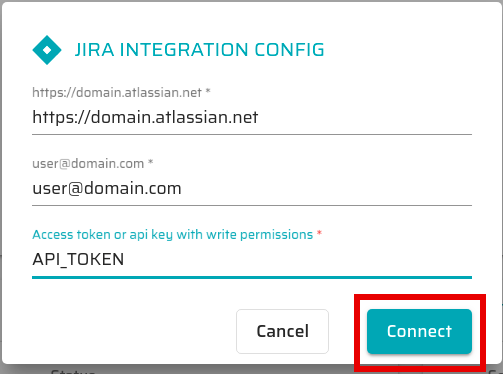 JIRA INTEGRATION CONFIG
https://domain.atlassian.net *
https://domain.atlassian.net
user@domain.com *
user@domain.com
Access token or api key with write permissions *
API_TOKEN
Cancel Connect